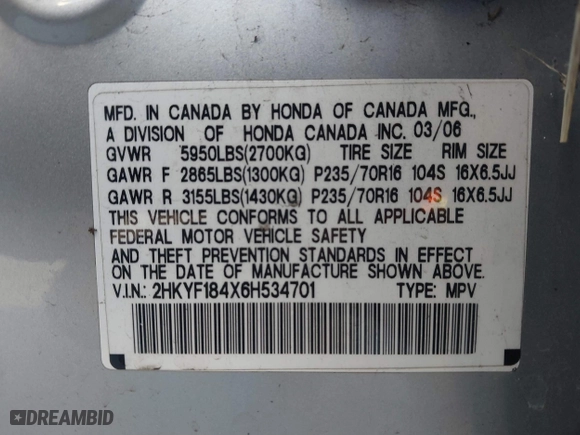 MFD. IN CANADA BY HONDA OF CANADA MFG.,
A DIVISION OF HONDA CANADA INC. 03/06
GVWR 5950LBS(2700KG) TIRE SIZE RIM SIZE
GAWR F 2865LBS(1300KG) P235/70R16 104S 16X6.5JJ
GAWR R 3155LBS(1430KG) P235/70R16 104S 16X6.5JJ
THIS VEHICLE CONFORMS TO ALL APPLICABLE
FEDERAL MOTOR VEHICLE SAFETY
AND THEFT PREVENTION STANDARDS IN EFFECT
ON THE DATE OF MANUFACTURE SHOWN ABOVE.
V.I.N.: 2HKYF184X6H534701 TYPE: MPV
DREAMBID